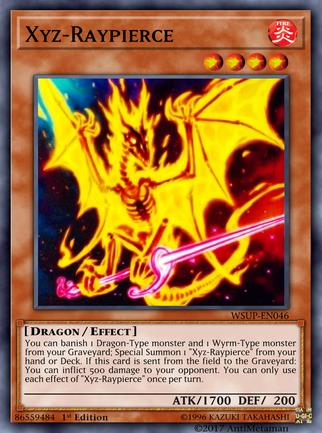 Xyz-Raypierce
FIRE
炎
WSUP-EN046
[Dragon / Effect]
You can banish 1 Dragon-Type monster and 1 Wyrm-Type monster
from your Graveyard; Special Summon 1 "Xyz-Raypierce" from your
hand or Deck. If this card is sent from the field to the Graveyard:
You can inflict 500 damage to your opponent. You can only use
each effect of "Xyz-Raypierce" once per turn.
ATK/1700 DEF/ 200
86559484 1st Edition ©1996 KAZUKI TAKAHASHI
©2017 AntiMetaman